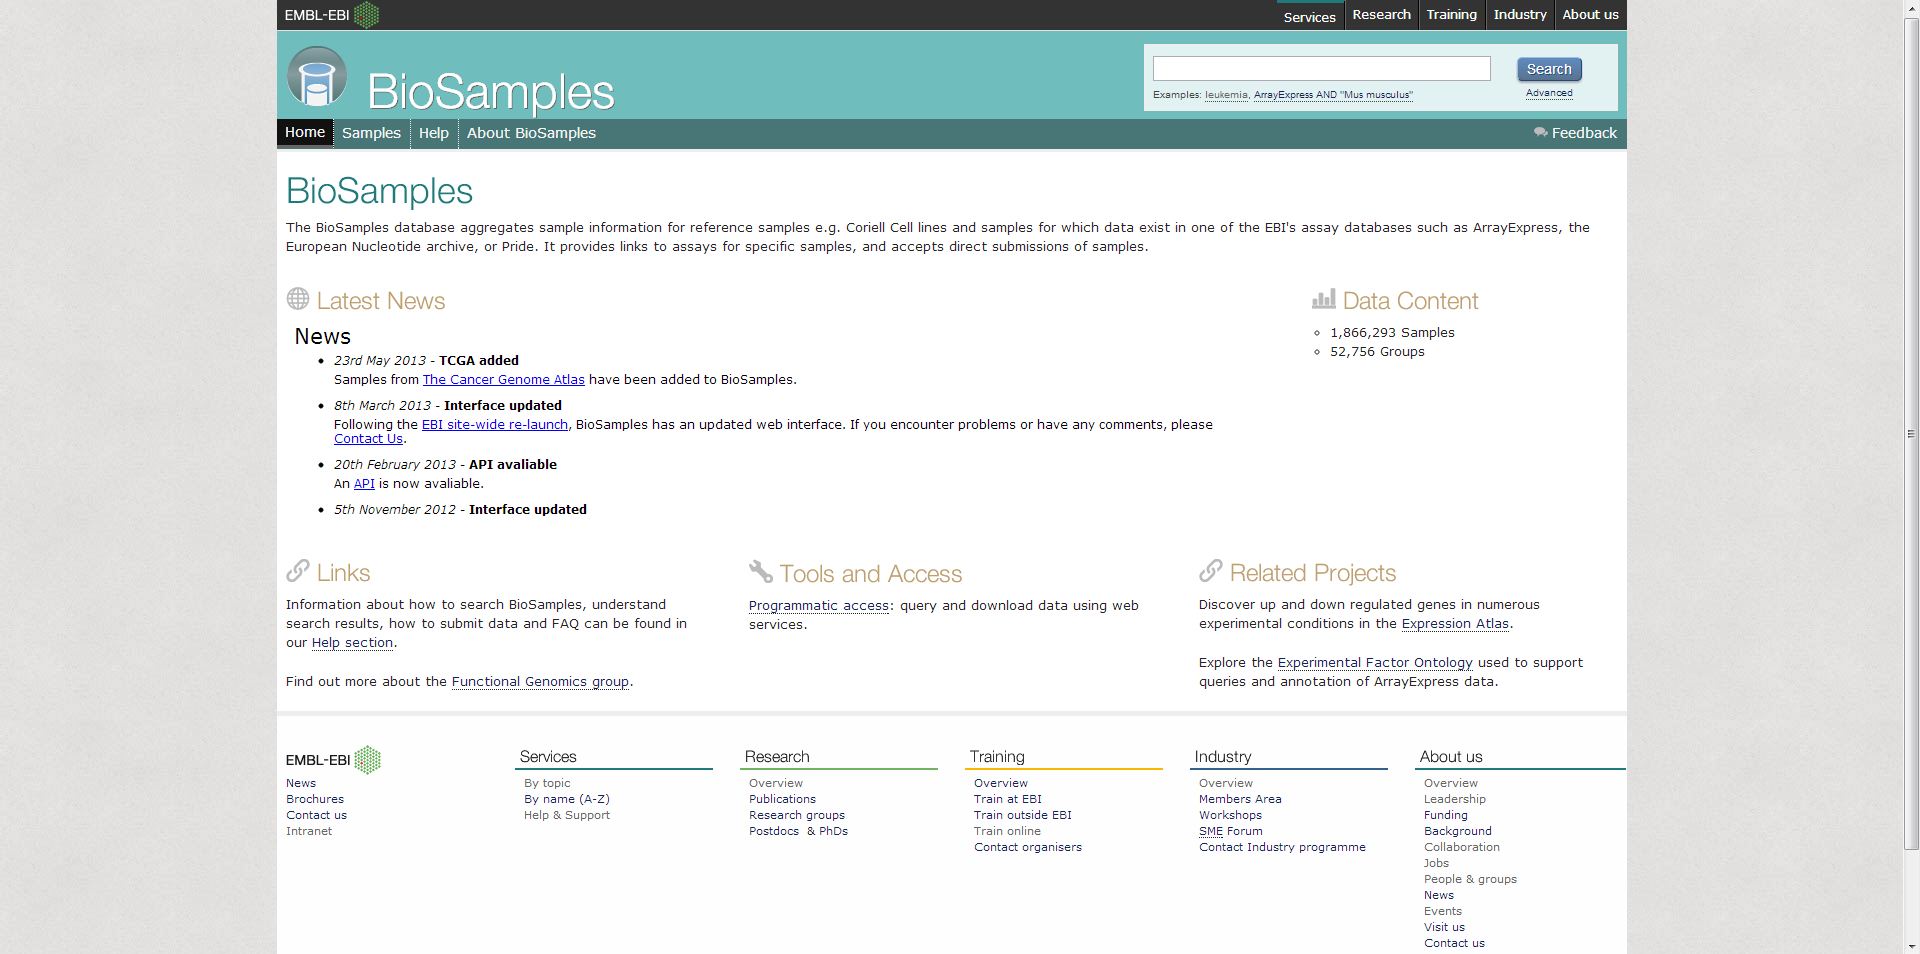 EMBL-EBI
Services
Research
Training
Industry
About us
BioSamples
Search
Examples: leukemia, ArrayExpress AND "Mus musculus"
Advanced
Home
Samples
Help
About BioSamples
Feedback
BioSamples
The BioSamples database aggregates sample information for reference samples e.g. Coriell Cell lines and samples for which data exist in one of the EBI's assay databases such as ArrayExpress, the
European Nucleotide archive, or Pride. It provides links to assays for specific samples, and accepts direct submissions of samples.
Latest News
News
23rd May 2013 - TCGA added
Samples from The Cancer Genome Atlas have been added to BioSamples.
8th March 2013 - Interface updated
Following the EBI site-wide re-launch, BioSamples has an updated web interface. If you encounter problems or have any comments, please
Contact Us.
20th February 2013 - API avaliable
An API is now avaliable.
5th November 2012 - Interface updated
Data Content
1,866,293 Samples
52,756 Groups
Links
Information about how to search BioSamples, understand
search results, how to submit data and FAQ can be found in
our Help section.
Find out more about the Functional Genomics group.
Tools and Access
Programmatic access: query and download data using web
services.
Related Projects
Discover up and down regulated genes in numerous
experimental conditions in the Expression Atlas.
Explore the Experimental Factor Ontology used to support
queries and annotation of ArrayExpress data.
EMBL-EBI
News
Brochures
Contact us
Intranet
Services
By topic
By name (A-Z)
Help & Support
Research
Overview
Publications
Research groups
Postdocs & PhDs
Training
Overview
Train at EBI
Train outside EBI
Train online
Contact organisers
Industry
Overview
Members Area
Workshops
SME Forum
Contact Industry programme
About us
Overview
Leadership
Funding
Background
Collaboration
Jobs
People & groups
News
Events
Visit us
Contact us